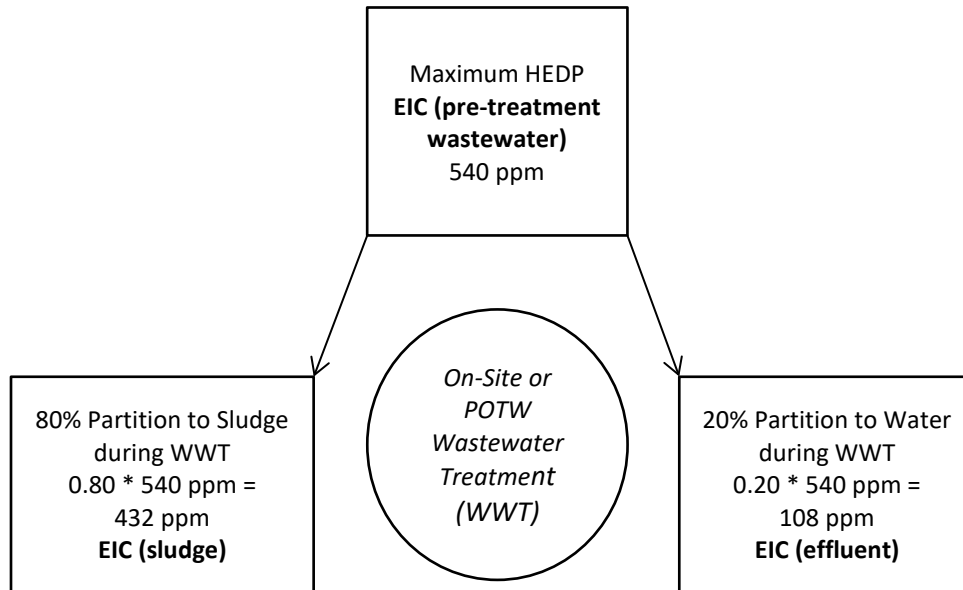 Maximum HEDP
EIC (pre-treatment
wastewater)
540 ppm
On-Site or
POTW
Wastewater
Treatment
(WWT)
80% Partition to Sludge
during WWT
0.80 * 540 ppm =
432 ppm
EIC (sludge)
20% Partition to Water
during WWT
0.20 * 540 ppm =
108 ppm
EIC (effluent)